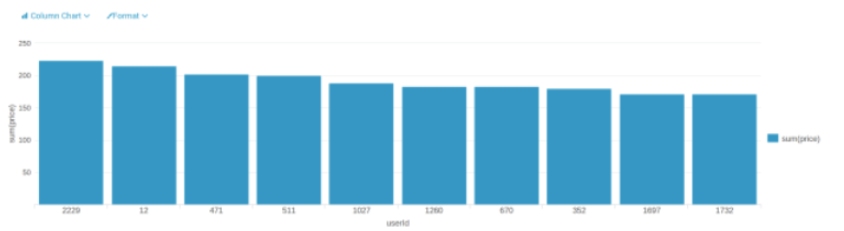 Column Chart Format
250
200
150
100
50
sum(price)
sum(price)
2229 12 471 511 1027 1260 670 352 1697 1732
userId